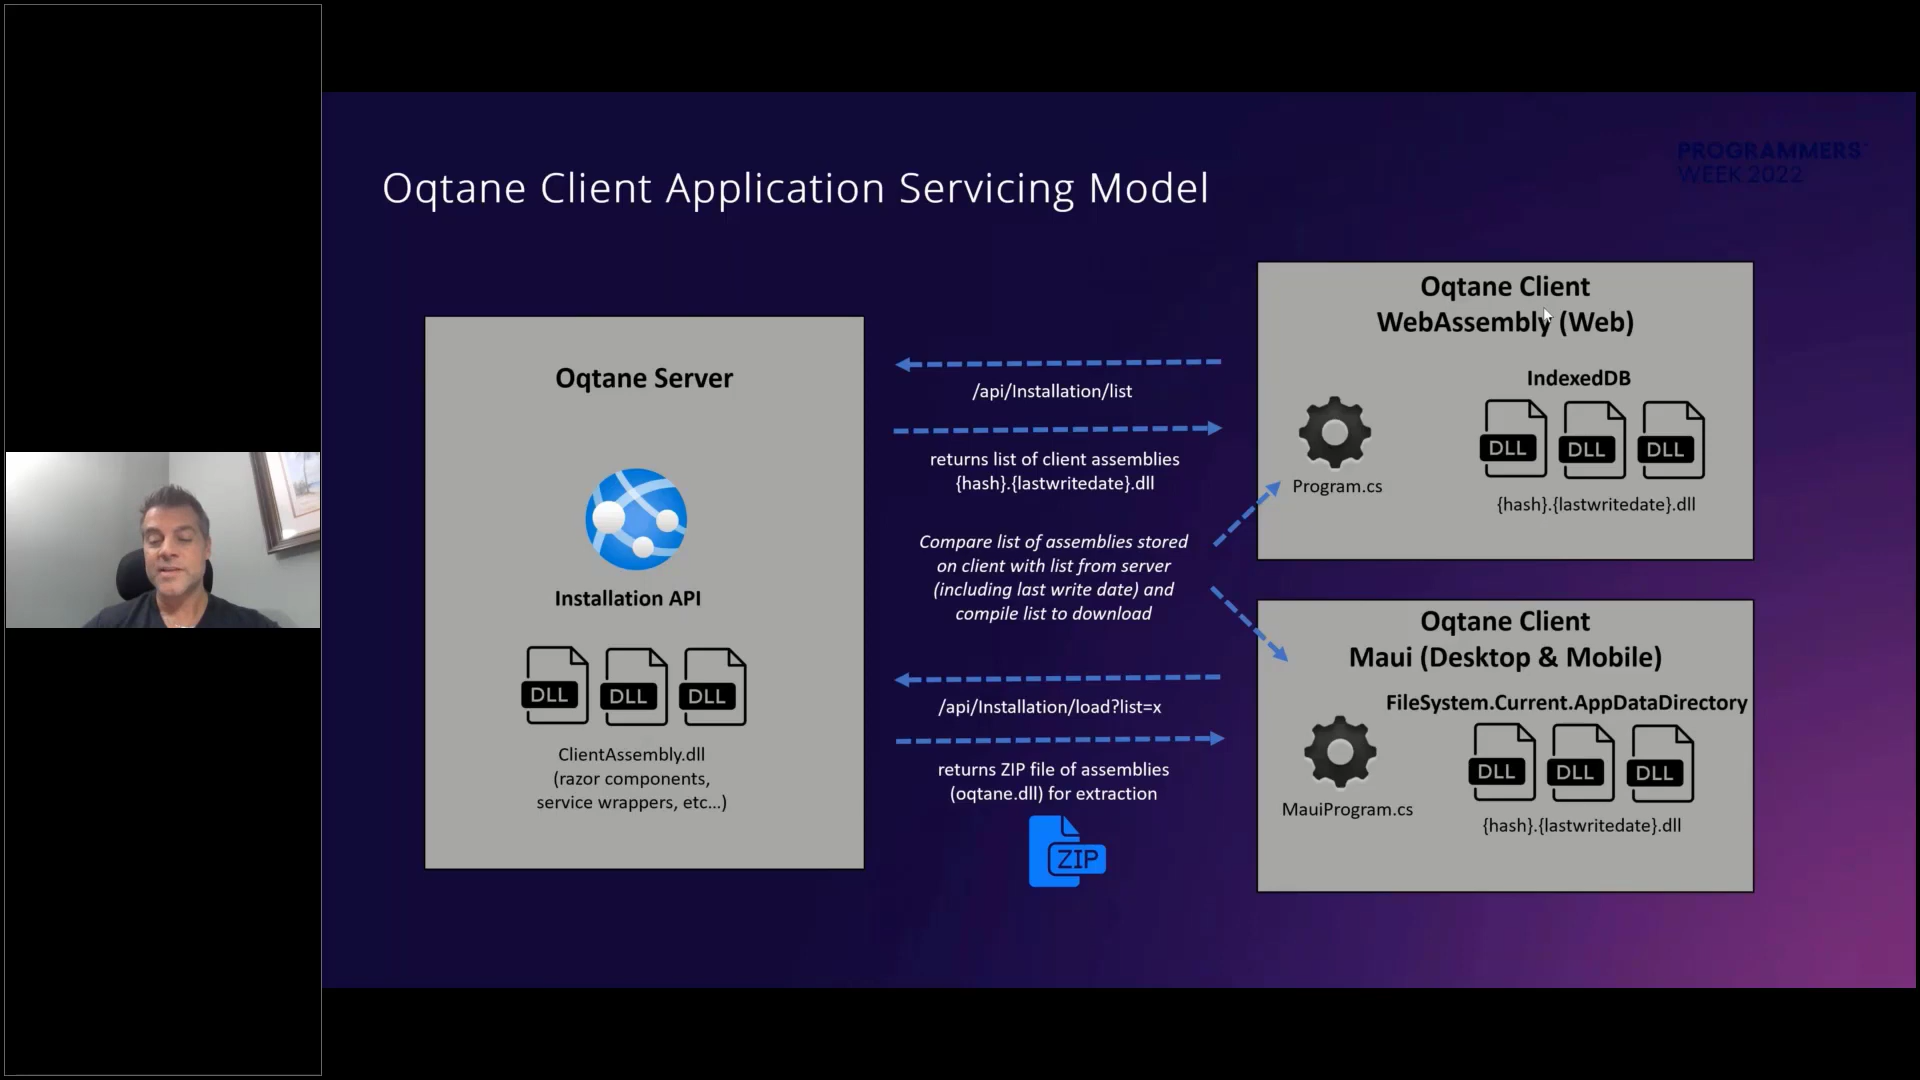 PROGRAMMERS'
WEEK 2022
Oqtane Client Application Servicing Model
Oqtane Server
Installation API
DLL DLL DLL
ClientAssembly.dll
(razor components,
service wrappers, etc...)
/api/Installation/list
returns list of client assemblies
{hash}.{lastwritedate}.dll
Compare list of assemblies stored
on client with list from server
(including last write date) and
compile list to download
/api/Installation/load?list=x
returns ZIP file of assemblies
(oqtane.dll) for extraction
ZIP
Oqtane Client
WebAssembly (Web)
IndexedDB
DLL DLL DLL
Program.cs
{hash}.{lastwritedate}.dll
Oqtane Client
Maui (Desktop & Mobile)
FileSystem.Current.AppDataDirectory
DLL DLL DLL
MauiProgram.cs
{hash}.{lastwritedate}.dll